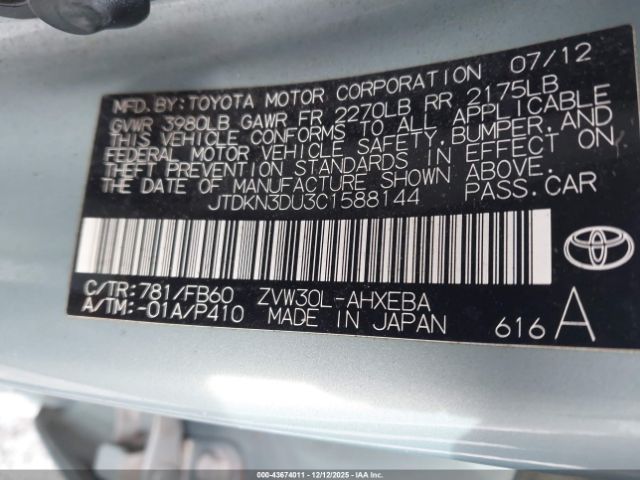 MFD. BY: TOYOTA MOTOR CORPORATION 07/12
GVWR 3980LB GAWR FR 2270LB RR 2175LB
THIS VEHICLE CONFORMS TO ALL APPLICABLE
FEDERAL MOTOR VEHICLE SAFETY, BUMPER, AND
THEFT PREVENTION STANDARDS IN EFFECT ON
THE DATE OF MANUFACTURE SHOWN ABOVE.
JTDKN3DU3C1588144 PASS. CAR
C/TR: 781/FB60 ZVW30L-AHXEBA
A/TM: -01A/P410 MADE IN JAPAN 616 A
000-43674011 - 12/12/2025 - IAAI.COM